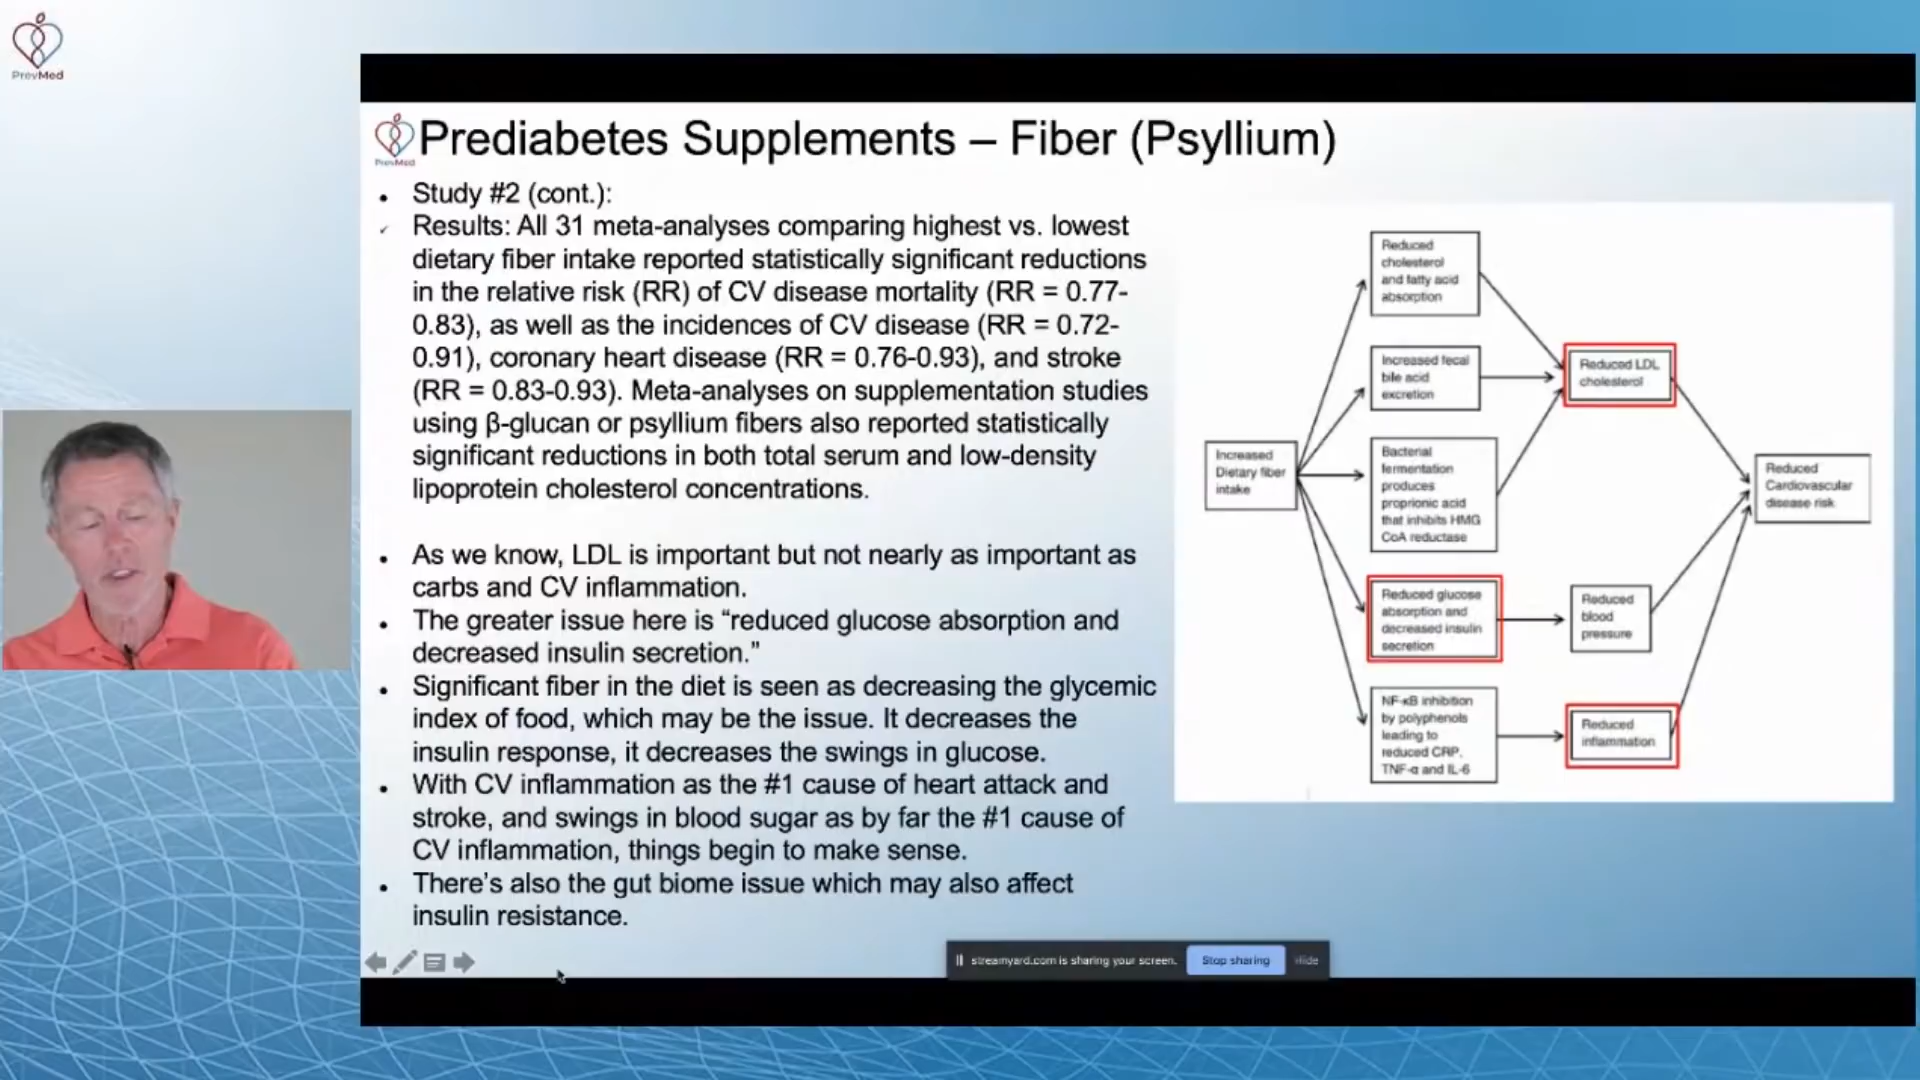 PrevMed
PrevMed
Prediabetes Supplements – Fiber (Psyllium)
• Study #2 (cont.):
✓ Results: All 31 meta-analyses comparing highest vs. lowest
dietary fiber intake reported statistically significant reductions
in the relative risk (RR) of CV disease mortality (RR = 0.77-
0.83), as well as the incidences of CV disease (RR = 0.72-
0.91), coronary heart disease (RR = 0.76-0.93), and stroke
(RR = 0.83-0.93). Meta-analyses on supplementation studies
using β-glucan or psyllium fibers also reported statistically
significant reductions in both total serum and low-density
lipoprotein cholesterol concentrations.
• As we know, LDL is important but not nearly as important as
carbs and CV inflammation.
• The greater issue here is “reduced glucose absorption and
decreased insulin secretion.”
• Significant fiber in the diet is seen as decreasing the glycemic
index of food, which may be the issue. It decreases the
insulin response, it decreases the swings in glucose.
• With CV inflammation as the #1 cause of heart attack and
stroke, and swings in blood sugar as by far the #1 cause of
CV inflammation, things begin to make sense.
• There’s also the gut biome issue which may also affect
insulin resistance.
Increased
Dietary fiber
intake
Reduced
cholesterol
and fatty acid
absorption
Increased fecal
bile acid
excretion
Bacterial
fermentation
produces
proprionic acid
that inhibits HMG
CoA reductase
Reduced glucose
absorption and
decreased insulin
secretion
NF-κB inhibition
by polyphenols
leading to
reduced CRP,
TNF-α and IL-6
Reduced LDL
cholesterol
Reduced
blood
pressure
Reduced
inflammation
Reduced
Cardiovascular
disease risk
streamyard.com is sharing your screen.
Stop sharing
Hide